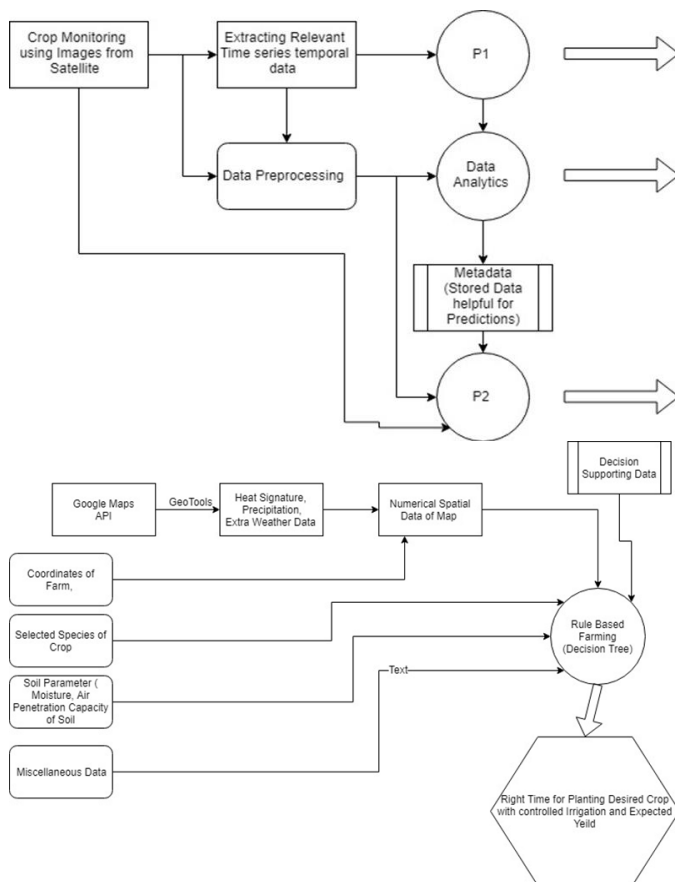 Crop Monitoring
using Images from
Satellite
Extracting Relevant
Time series temporal
data
P1
Data Preprocessing
Data
Analytics
Metadata
(Stored Data
helpful for
Predictions)
P2
Decision
Supporting Data
Google Maps
API
GeoTools
Heat Signature,
Precipitation,
Extra Weather Data
Numerical Spatial
Data of Map
Coordinates of
Farm,
Selected Species of
Crop
Rule Based
Farming
(Decision Tree)
Soil Parameter (
Moisture, Air
Penetration Capacity
of Soil
Text
Miscellaneous Data
Right Time for Planting Desired Crop
with controlled Irrigation and Expected
Yeild